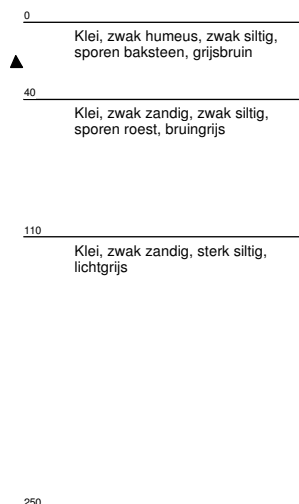 0
Klei, zwak humeus, zwak siltig,
sporen baksteen, grijsbruin
40
Klei, zwak zandig, zwak siltig,
sporen roest, bruingrijs
110
Klei, zwak zandig, sterk siltig,
lichtgrijs
250